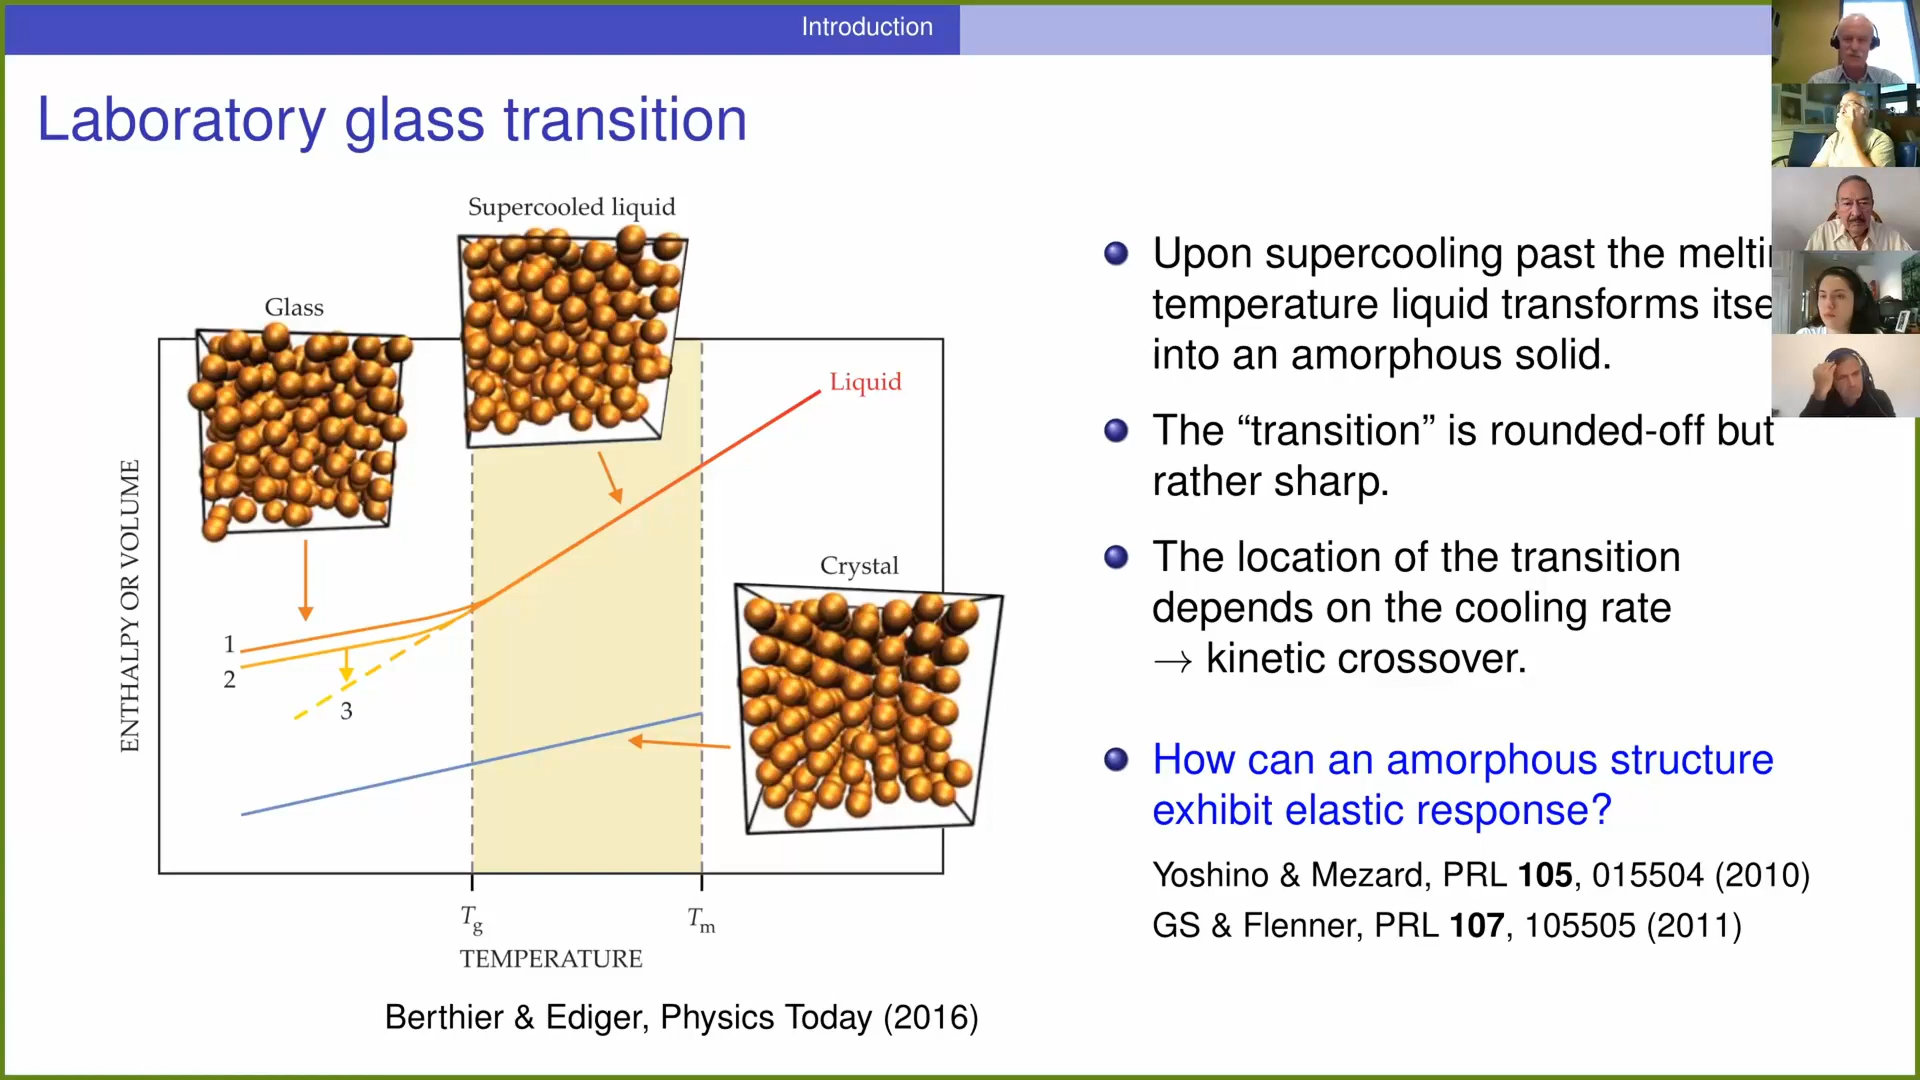 Introduction
Laboratory glass transition
Supercooled liquid
Glass
Liquid
Crystal
ENTHALPY OR VOLUME
1
2
3
Tg
Tm
TEMPERATURE
Berthier & Ediger, Physics Today (2016)
Upon supercooling past the
temperature liquid transforms
into an amorphous solid.
The “transition” is rounded-off but
rather sharp.
The location of the transition
depends on the cooling rate
→ kinetic crossover.
How can an amorphous structure
exhibit elastic response?
Yoshino & Mezard, PRL 105, 015504 (2010)
GS & Flenner, PRL 107, 105505 (2011)